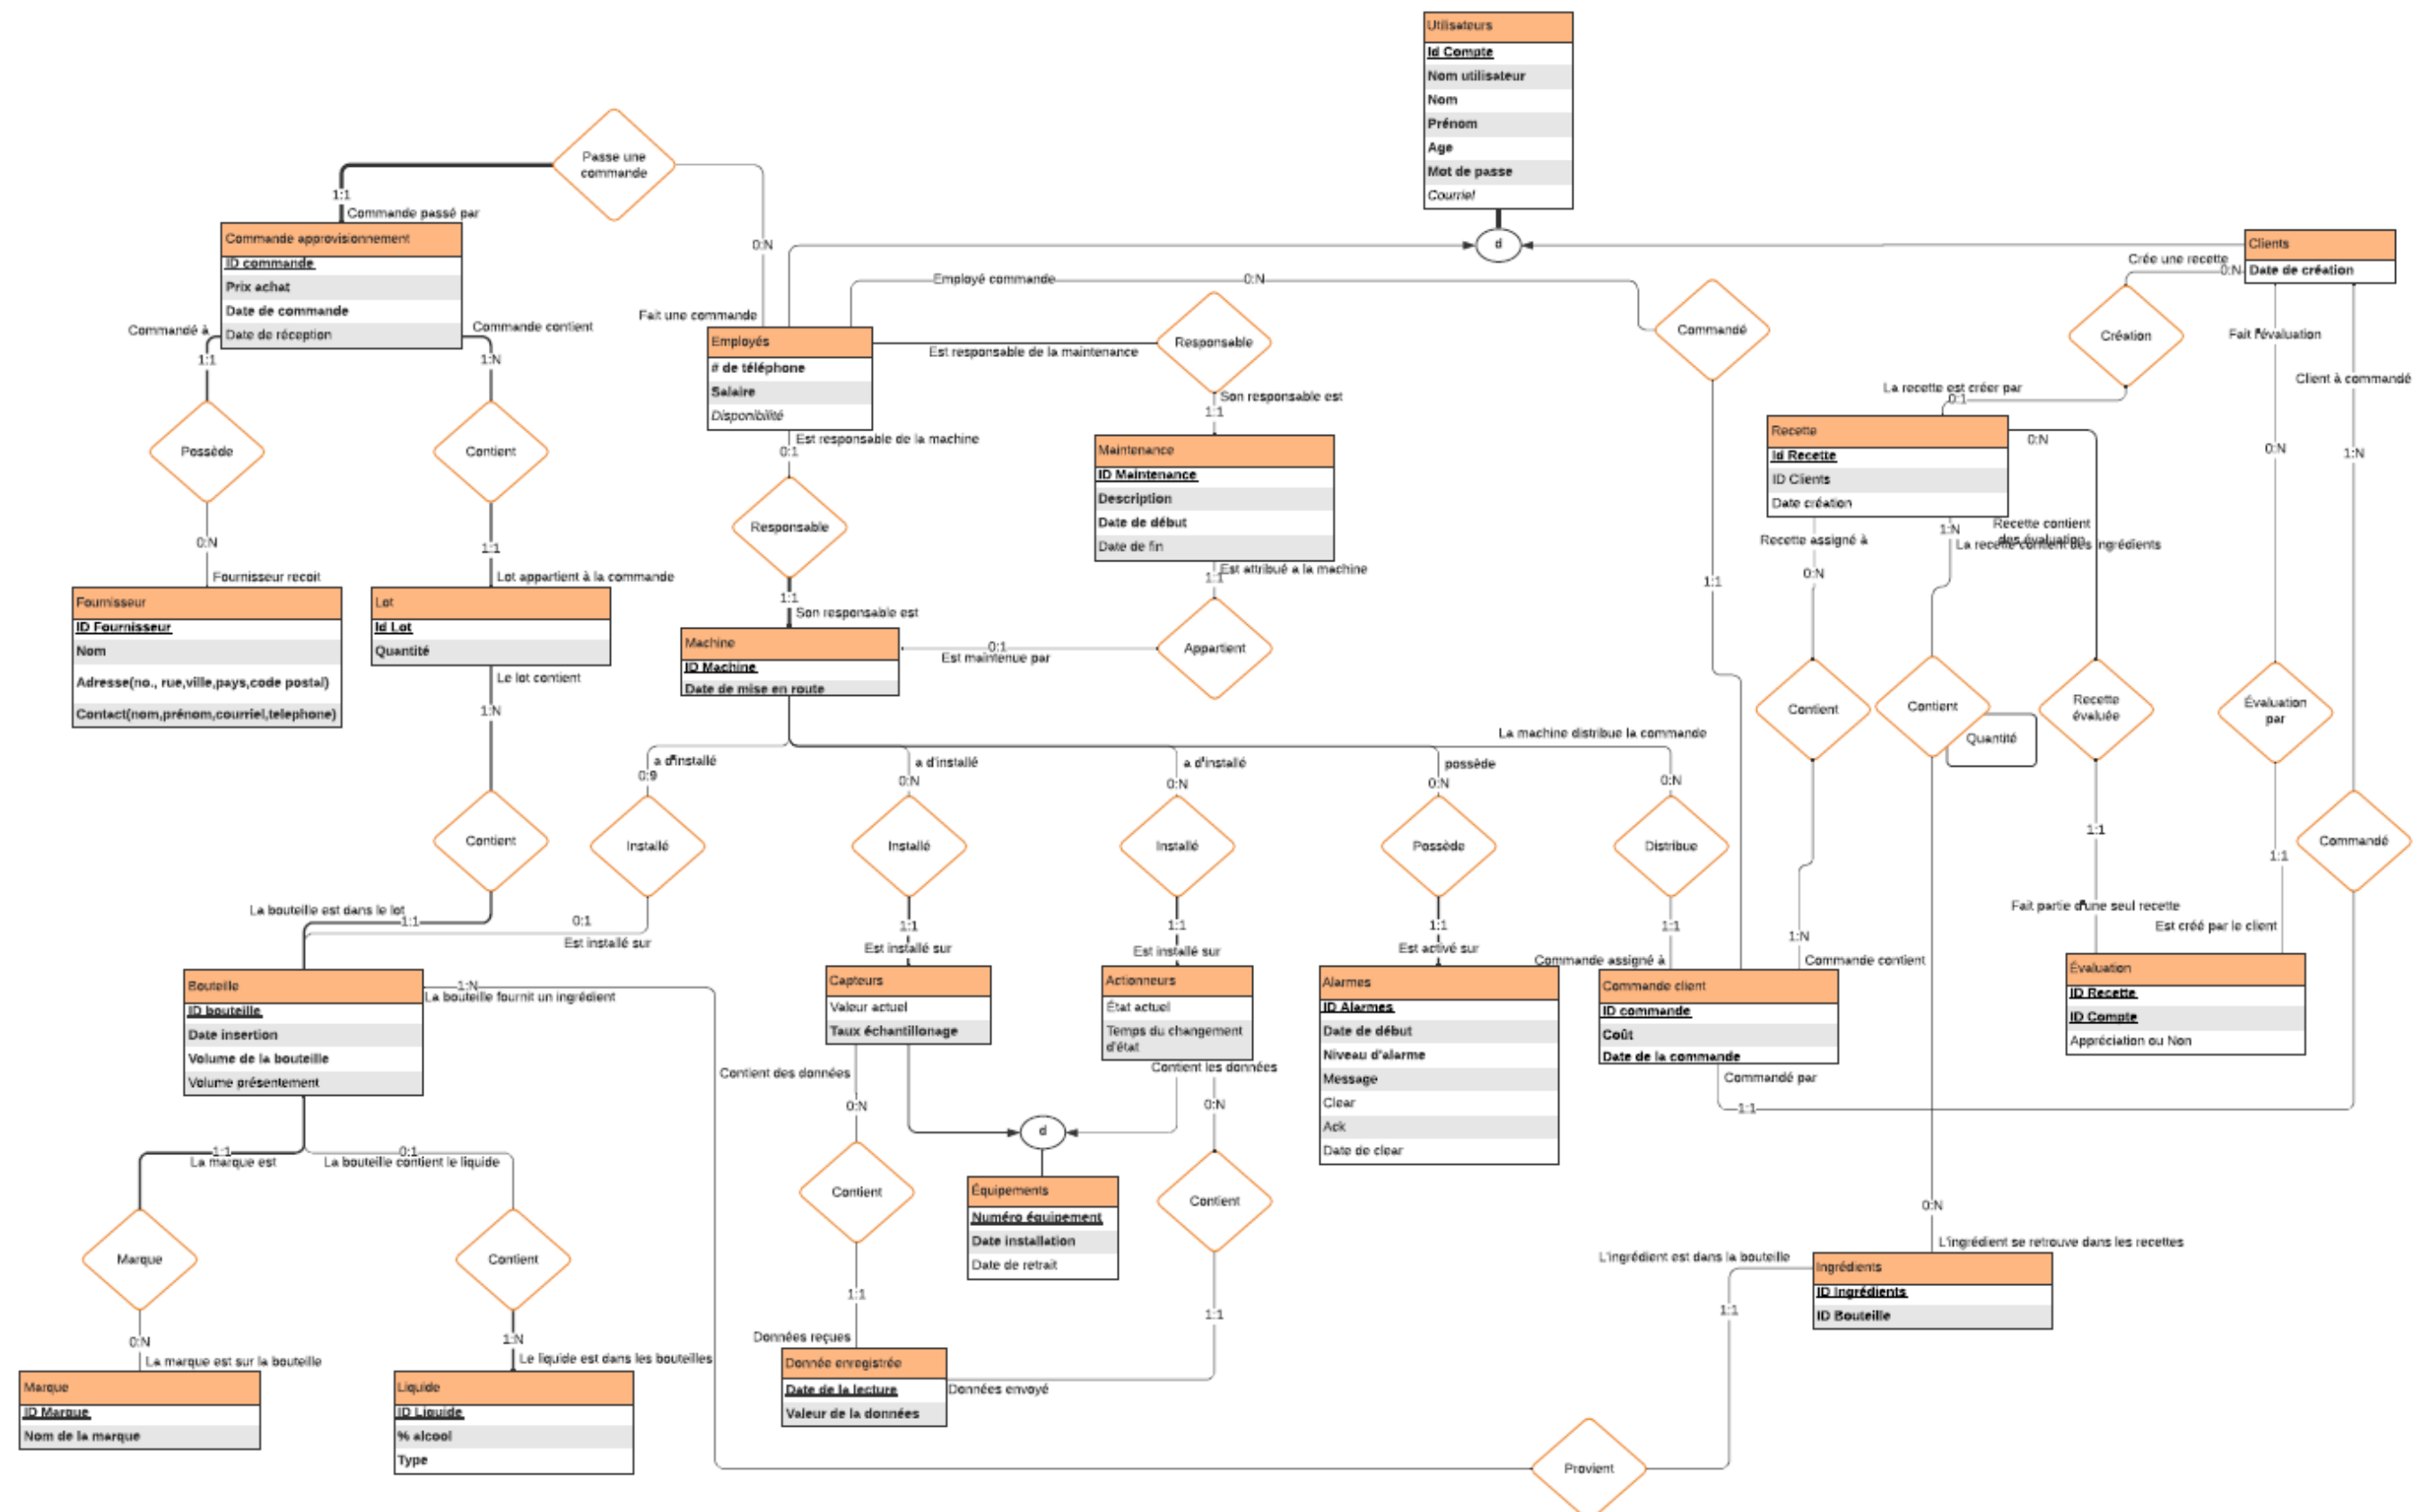 Utilisateurs
Id Compte
Nom utilisateur
Nom
Prénom
Age
Mot de passe
Courriel
d
Passe une
commande
1:1
Commande passé par
0:N
Fait une commande
Commande approvisionnement
ID commande
Prix achat
Date de commande
Date de réception
Commandé à
1:1
Commande contient
1:N
Possède
Contient
0:N
Fournisseur recoit
1:1
Lot appartient à la commande
Fournisseur
ID Fournisseur
Nom
Adresse(no., rue,ville,pays,code postal)
Contact(nom,prénom,courriel,telephone)
Lot
Id Lot
Quantité
Le lot contient
1:N
Contient
La bouteille est dans le lot
1:1
Employé commande
0:N
Employés
# de téléphone
Salaire
Disponibilité
Est responsable de la maintenance
Responsable
Son responsable est
1:1
Est responsable de la machine
0:1
Responsable
1:1
Son responsable est
Maintenance
ID Maintenance
Description
Date de début
Date de fin
Est attribué a la machine
1:1
Appartient
0:1
Est maintenue par
Machine
ID Machine
Date de mise en route
Commandé
1:1
Clients
Date de création
Crée une recette
0:N
Création
La recette est créer par
0:1
Fait l'évaluation
0:N
Client à commandé
1:N
Recette
Id Recette
ID Clients
Date création
0:N
Recette assigné à
0:N
1:N
Recette contient
des évaluation
La recette contient des ingrédients
Contient
Contient
Quantité
Recette
évaluée
Évaluation
par
Commandé
a d'installé
0:9
a d'installé
0:N
a d'installé
0:N
possède
0:N
La machine distribue la commande
0:N
Installé
Installé
Installé
Possède
Distribue
0:1
Est installé sur
1:1
Est installé sur
1:1
Est installé sur
1:1
Est activé sur
1:1
Commande assigné à
1:N
Commande contient
1:1
Fait partie d'une seul recette
1:1
Est créé par le client
Bouteille
ID bouteille
Date insertion
Volume de la bouteille
Volume présentement
1:N
La bouteille fournit un ingrédient
Capteurs
Valeur actuel
Taux échantillonage
Actionneurs
État actuel
Temps du changement
d'état
Alarmes
ID Alarmes
Date de début
Niveau d'alarme
Message
Clear
Ack
Date de clear
Commande client
ID commande
Coût
Date de la commande
Commandé par
1:1
Évaluation
ID Recette
ID Compte
Appréciation ou Non
Contient des données
0:N
Contient les données
0:N
d
Contient
Contient
Équipements
Numéro équipement
Date installation
Date de retrait
1:1
Données reçues
1:1
Données envoyé
Donnée enregistrée
Date de la lecture
Valeur de la données
1:1
La marque est
0:1
La bouteille contient le liquide
Marque
Contient
0:N
La marque est sur la bouteille
1:N
Le liquide est dans les bouteilles
Marque
ID Marque
Nom de la marque
Liquide
ID Liquide
% alcool
Type
0:N
L'ingrédient se retrouve dans les recettes
L'ingrédient est dans la bouteille
1:1
Ingrédients
ID Ingrédients
ID Bouteille
Provient